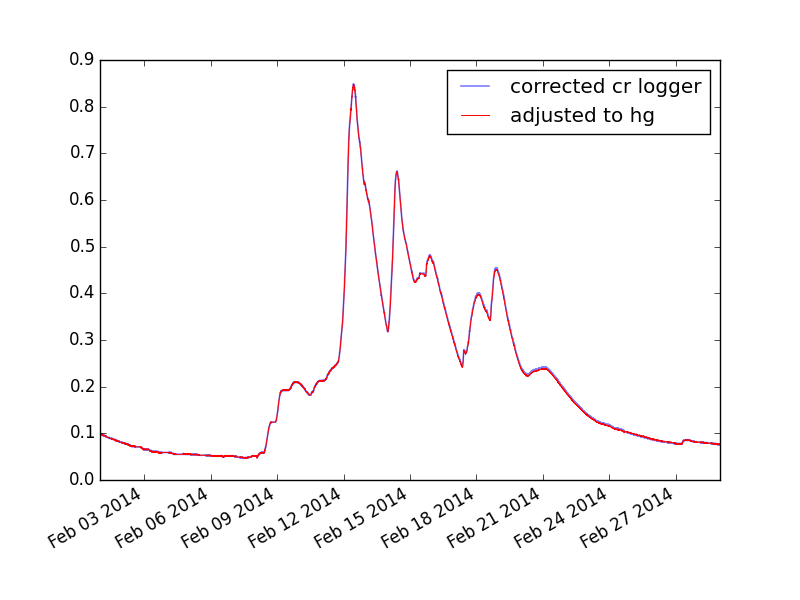 0.9
0.8
0.7
0.6
0.5
0.4
0.3
0.2
0.1
0.0
corrected cr logger
adjusted to hg
Feb 03 2014
Feb 06 2014
Feb 09 2014
Feb 12 2014
Feb 15 2014
Feb 18 2014
Feb 21 2014
Feb 24 2014
Feb 27 2014